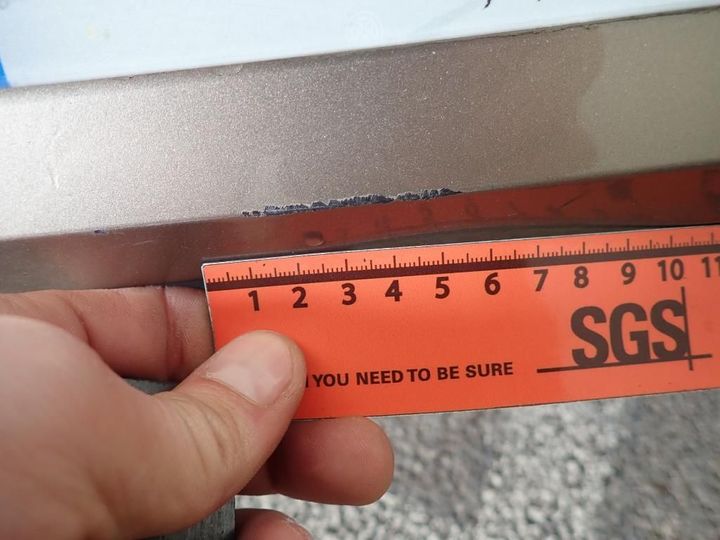 1 2 3 4 5 6 7 8 9 10 11
SGS
YOU NEED TO BE SURE